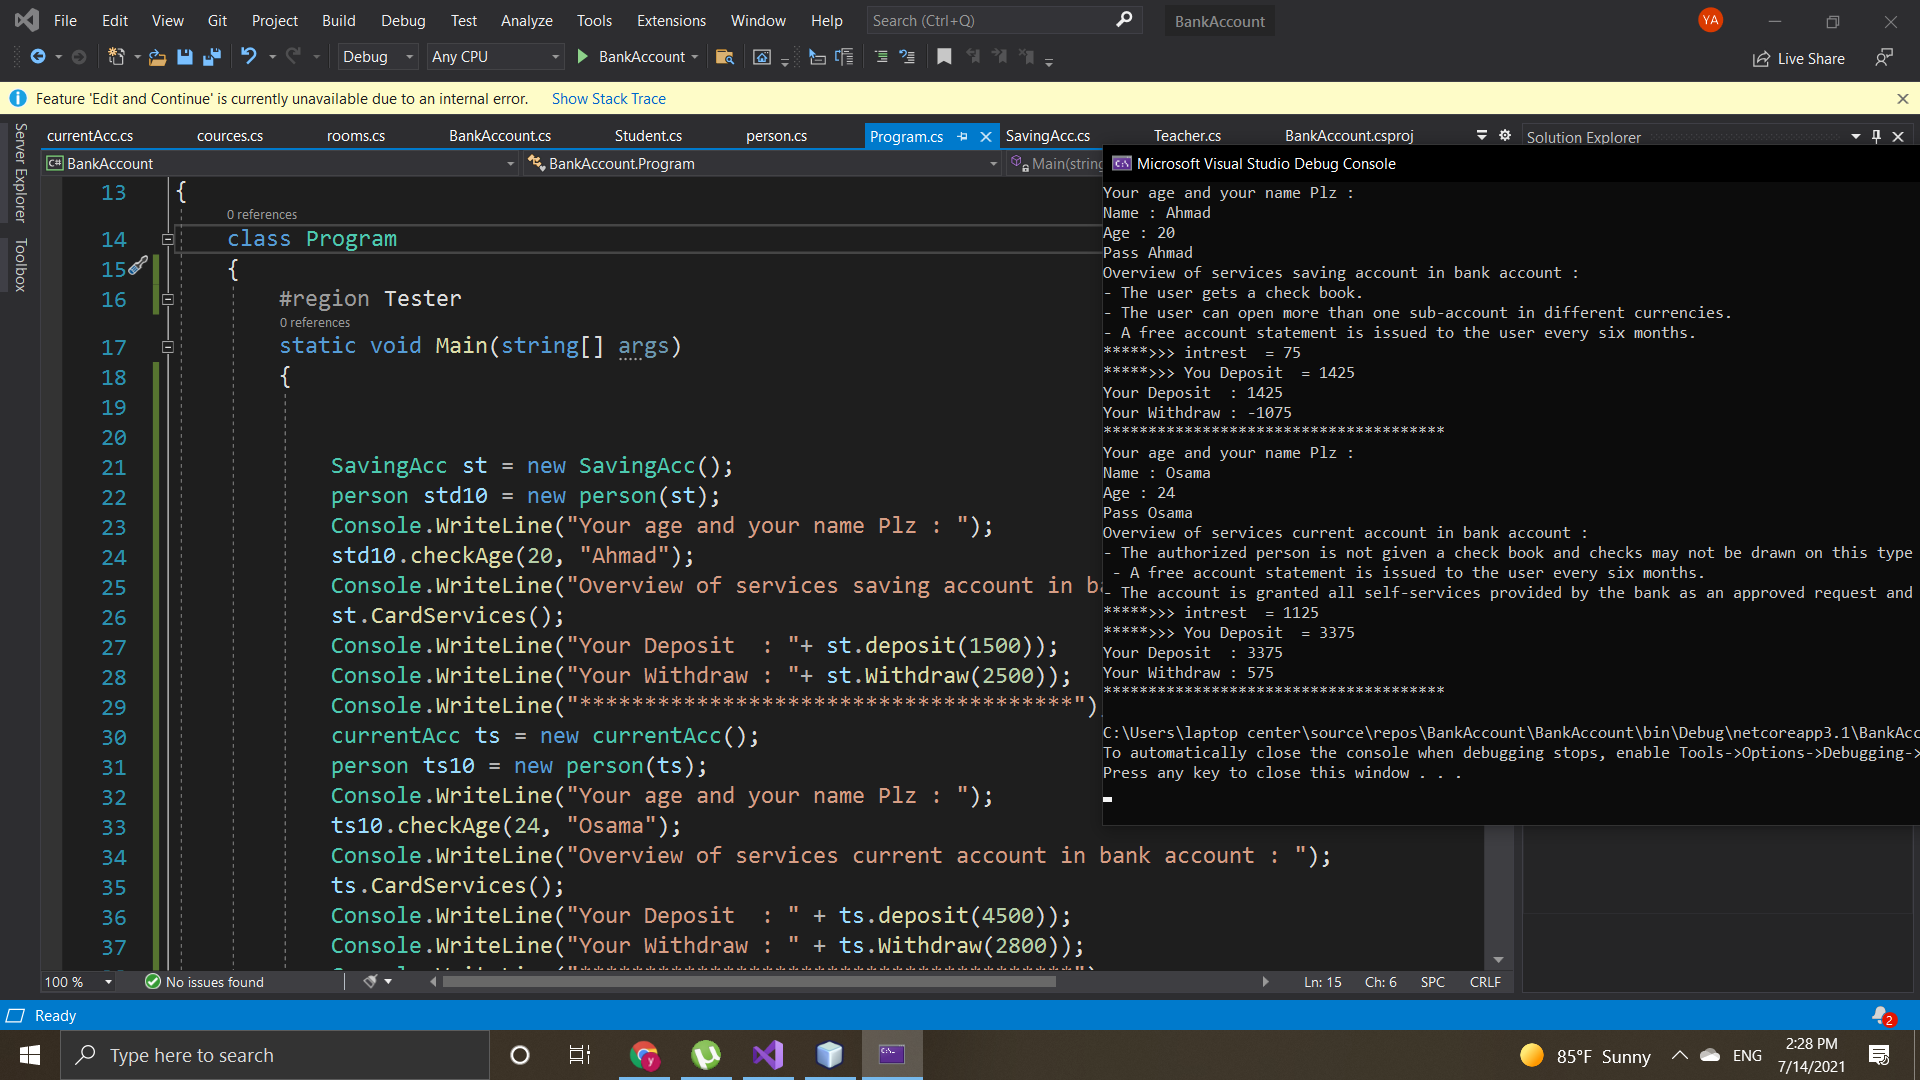 File Edit View Git Project Build Debug Test Analyze Tools Extensions Window Help Search (Ctrl+Q) BankAccount YA
Debug Any CPU BankAccount Live Share
Feature 'Edit and Continue' is currently unavailable due to an internal error. Show Stack Trace
Server Explorer
Toolbox
currentAcc.cs cources.cs rooms.cs BankAccount.cs Student.cs person.cs Program.cs SavingAcc.cs Teacher.cs BankAccount.csproj Solution Explorer
C# BankAccount BankAccount.Program Main(string
13 {
0 references
14 class Program
15 {
16 #region Tester
0 references
17 static void Main(string[] args)
18 {
19
20
21 SavingAcc st = new SavingAcc();
22 person std10 = new person(st);
23 Console.WriteLine("Your age and your name Plz : ");
24 std10.checkAge(20, "Ahmad");
25 Console.WriteLine("Overview of services saving account in ba
26 st.CardServices();
27 Console.WriteLine("Your Deposit  : "+ st.deposit(1500));
28 Console.WriteLine("Your Withdraw : "+ st.Withdraw(2500));
29 Console.WriteLine("**************************************")
30 currentAcc ts = new currentAcc();
31 person ts10 = new person(ts);
32 Console.WriteLine("Your age and your name Plz : ");
33 ts10.checkAge(24, "Osama");
34 Console.WriteLine("Overview of services current account in bank account : ");
35 ts.CardServices();
36 Console.WriteLine("Your Deposit  : " + ts.deposit(4500));
37 Console.WriteLine("Your Withdraw : " + ts.Withdraw(2800));
Microsoft Visual Studio Debug Console
Your age and your name Plz :
Name : Ahmad
Age : 20
Pass Ahmad
Overview of services saving account in bank account :
- The user gets a check book.
- The user can open more than one sub-account in different currencies.
- A free account statement is issued to the user every six months.
*****>>> intrest  = 75
*****>>> You Deposit  = 1425
Your Deposit  : 1425
Your Withdraw : -1075
**************************************
Your age and your name Plz :
Name : Osama
Age : 24
Pass Osama
Overview of services current account in bank account :
- The authorized person is not given a check book and checks may not be drawn on this type
- A free account statement is issued to the user every six months.
- The account is granted all self-services provided by the bank as an approved request and
*****>>> intrest  = 1125
*****>>> You Deposit  = 3375
Your Deposit  : 3375
Your Withdraw : 575
**************************************
C:\Users\laptop center\source\repos\BankAccount\BankAccount\bin\Debug\netcoreapp3.1\BankAcc
To automatically close the console when debugging stops, enable Tools->Options->Debugging->
Press any key to close this window . . .
100 % No issues found Ln: 15 Ch: 6 SPC CRLF
Ready 2
Type here to search 85°F Sunny ENG 2:28 PM
7/14/2021